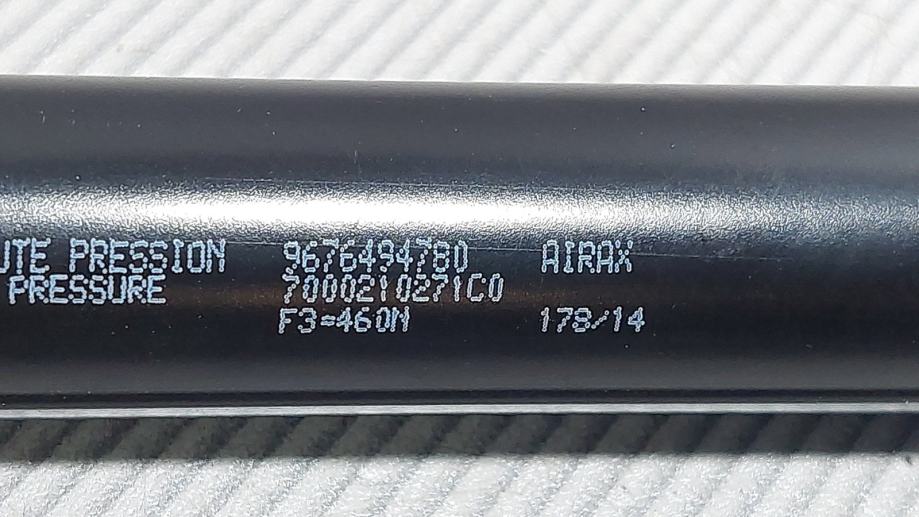 UTE PRESSION 9676494780 AIRAX
PRESSURE 7000210271C0
F3=460N 178/14